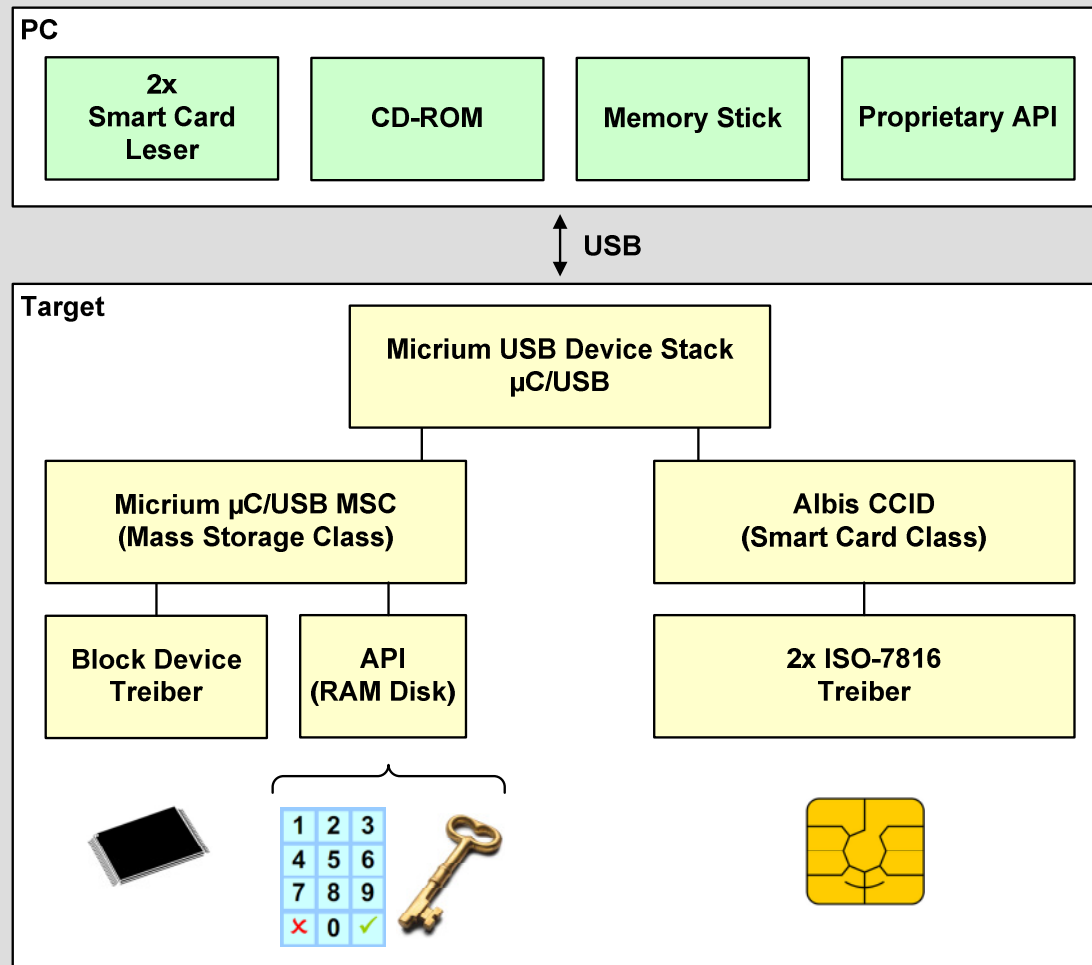 PC
2x
Smart Card
Leser
CD-ROM
Memory Stick
Proprietary API
USB
Target
Micrium USB Device Stack
µC/USB
Micrium µC/USB MSC
(Mass Storage Class)
Albis CCID
(Smart Card Class)
Block Device
Treiber
API
(RAM Disk)
2x ISO-7816
Treiber
1 2 3
4 5 6
7 8 9
✗ 0 ✓